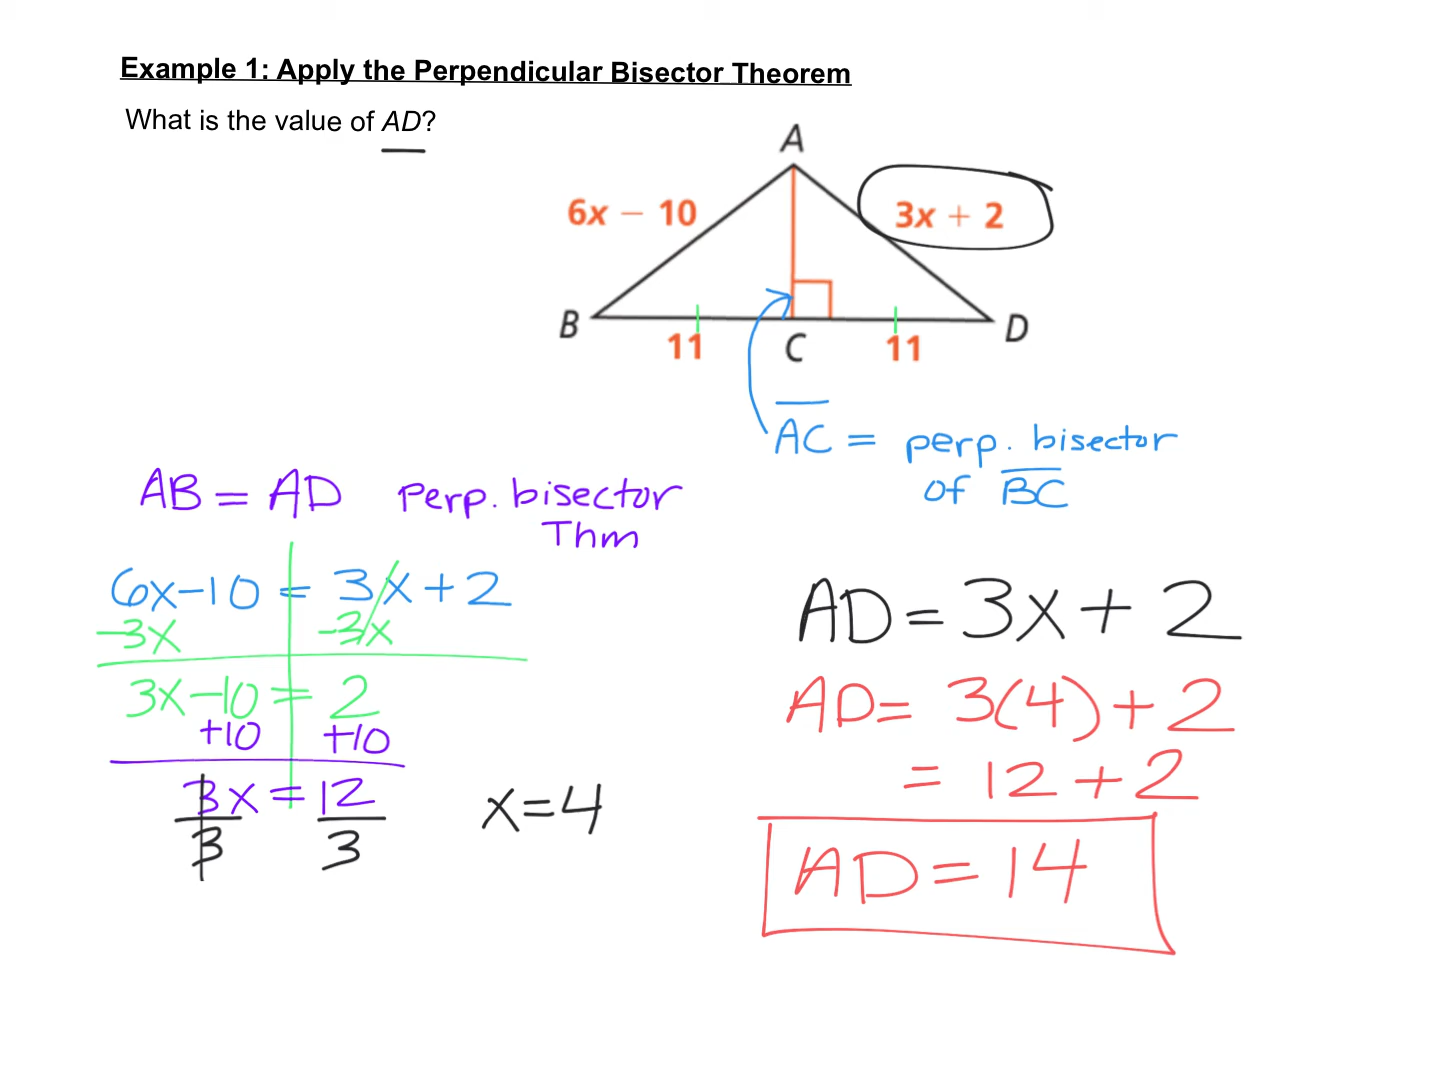 Example 1: Apply the Perpendicular Bisector Theorem
What is the value of AD?
A
6x − 10
3x + 2
B
D
11
C
11
AC = perp. bisector
of BC
AB = AD perp. bisector
Thm
6x-10 = 3x+2
-3x -3x
3x-10 = 2
+10 +10
3x = 12
3 3
x=4
AD = 3x + 2
AD = 3(4) + 2
= 12 + 2
AD = 14